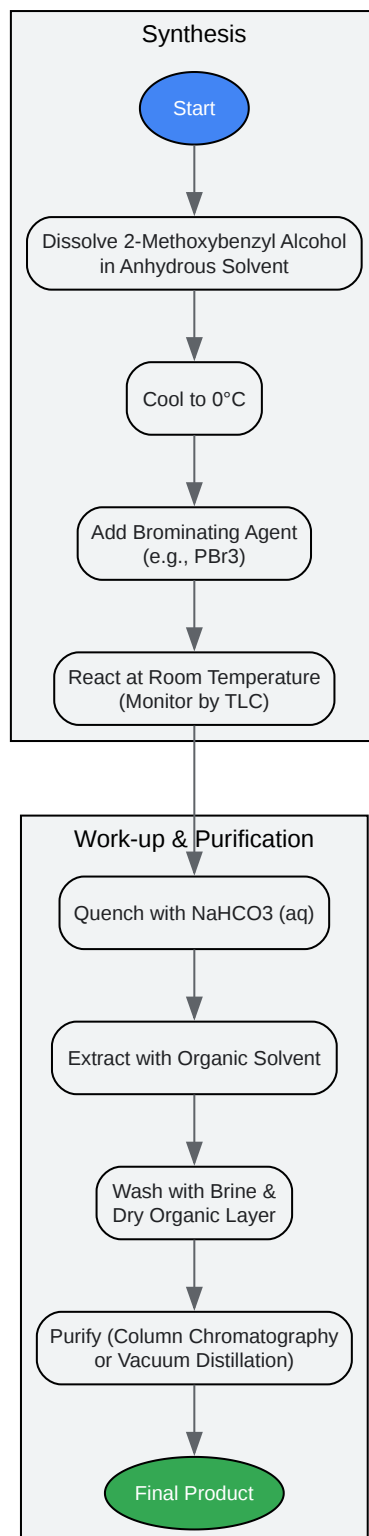 Synthesis
Start
Dissolve 2-Methoxybenzyl Alcohol
in Anhydrous Solvent
Cool to 0°C
Add Brominating Agent
(e.g., PBr3)
React at Room Temperature
(Monitor by TLC)
Work-up & Purification
Quench with NaHCO3 (aq)
Extract with Organic Solvent
Wash with Brine &
Dry Organic Layer
Purify (Column Chromatography
or Vacuum Distillation)
Final Product